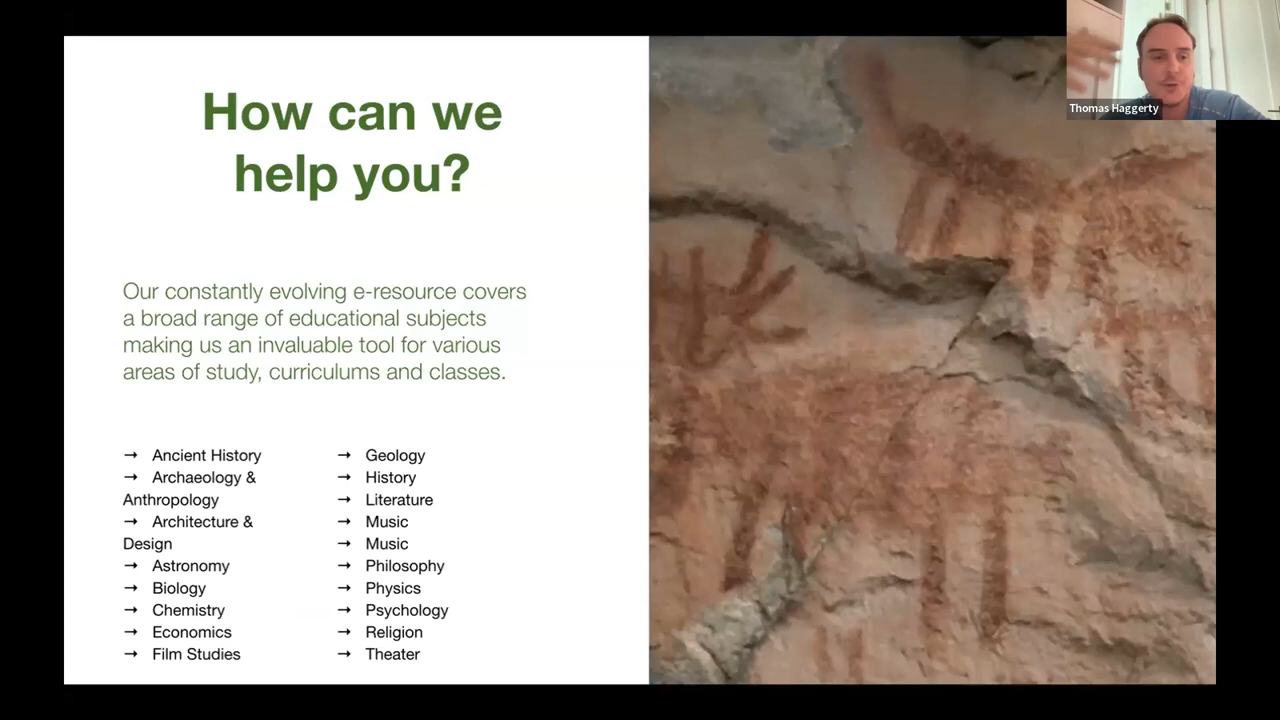 How can we
help you?
Our constantly evolving e-resource covers
a broad range of educational subjects
making us an invaluable tool for various
areas of study, curriculums and classes.
→ Ancient History
→ Archaeology &
Anthropology
→ Architecture &
Design
→ Astronomy
→ Biology
→ Chemistry
→ Economics
→ Film Studies
→ Geology
→ History
→ Literature
→ Music
→ Music
→ Philosophy
→ Physics
→ Psychology
→ Religion
→ Theater
Thomas Haggerty